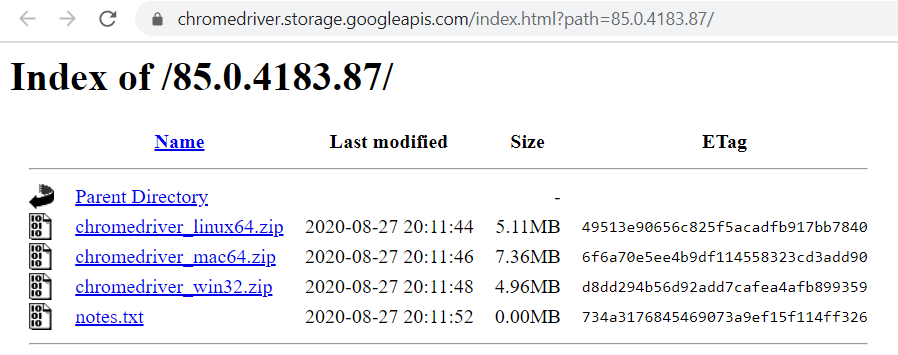 chromedriver.storage.googleapis.com/index.html?path=85.0.4183.87/
Index of /85.0.4183.87/
Name Last modified Size ETag
Parent Directory -
chromedriver_linux64.zip 2020-08-27 20:11:44 5.11MB 49513e90656c825f5acadfb917bb7840
chromedriver_mac64.zip 2020-08-27 20:11:46 7.36MB 6f6a70e5ee4b9df114558323cd3add90
chromedriver_win32.zip 2020-08-27 20:11:48 4.96MB d8dd294b56d92add7cafea4afb899359
notes.txt 2020-08-27 20:11:52 0.00MB 734a3176845469073a9ef15f114ff326